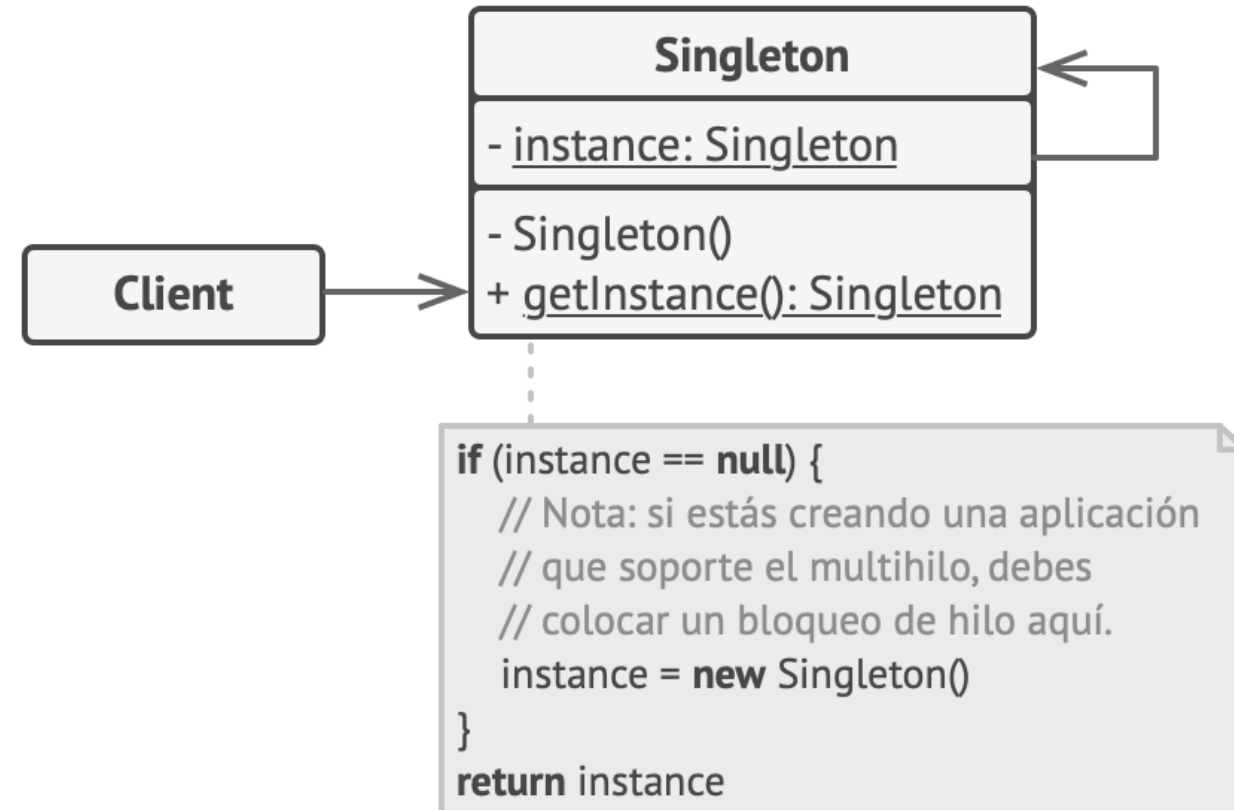 Singleton
- instance: Singleton
- Singleton()
+ getInstance(): Singleton
Client
if (instance == null) {
// Nota: si estás creando una aplicación
// que soporte el multihilo, debes
// colocar un bloqueo de hilo aquí.
instance = new Singleton()
}
return instance